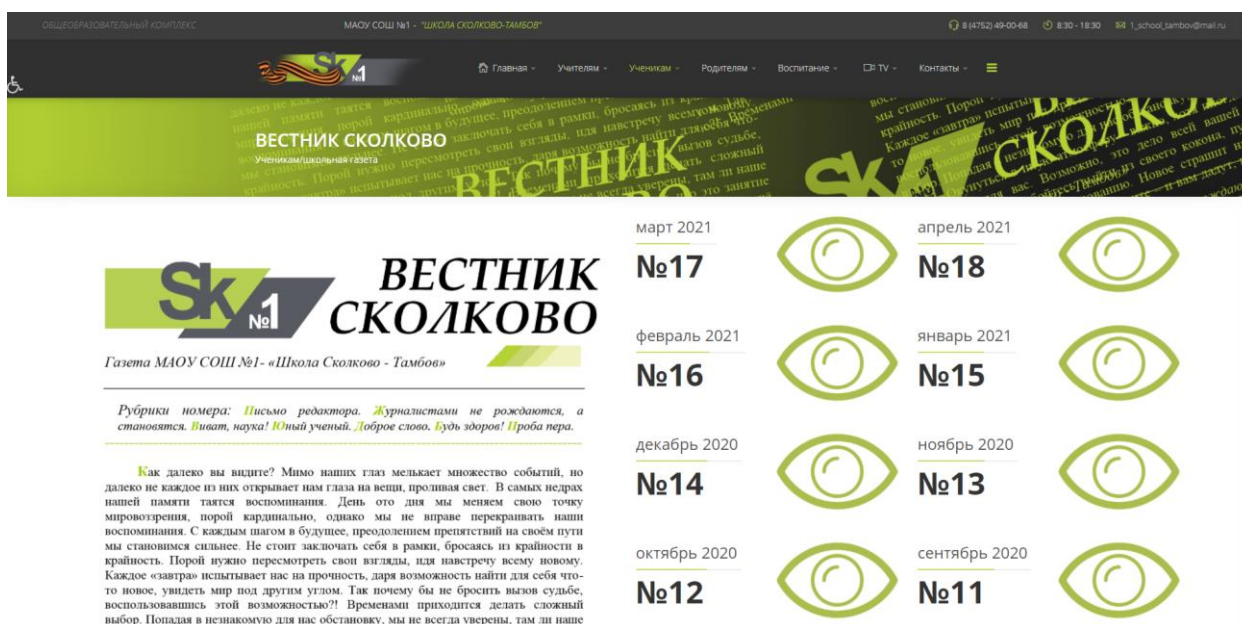 ОБЩЕОБРАЗОВАТЕЛЬНЫЙ КОМПЛЕКС
МАОУ СОШ №1 - "ШКОЛА СКОЛКОВО-ТАМБОВ"
8 (4752) 49-00-68
8:30 - 18:30
1_school_tambov@mail.ru
Sk №1
Главная
Учителям
Ученикам
Родителям
Воспитание
TV
Контакты
ВЕСТНИК СКОЛКОВО
Ученикам/школьная газета
ВЕСТНИК
Sk
СКОЛКО
Sk №1
ВЕСТНИК
СКОЛКОВО
Газета МАОУ СОШ №1- «Школа Сколково - Тамбов»
Рубрики номера: Письмо редактора. Журналистами не рождаются, а
становятся. Виват, наука! Юный ученый. Доброе слово. Будь здоров! Проба пера.
Как далеко вы видите? Мимо наших глаз мелькает множество событий, но
далеко не каждое из них открывает нам глаза на вещи, проливая свет. В самых недрах
нашей памяти таятся воспоминания. День ото дня мы меняем свою точку
мировоззрения, порой кардинально, однако мы не вправе перекраивать наши
воспоминания. С каждым шагом в будущее, преодолением препятствий на своём пути
мы становимся сильнее. Не стоит заключать себя в рамки, бросаясь из крайности в
крайность. Порой нужно пересмотреть свои взгляды, идя навстречу всему новому.
Каждое «завтра» испытывает нас на прочность, даря возможность найти для себя что-
то новое, увидеть мир под другим углом. Так почему бы не бросить вызов судьбе,
воспользовавшись этой возможностью?! Временами приходится делать сложный
выбор. Попадая в незнакомую для нас обстановку, мы не всегда уверены, там ли наше
март 2021
№17
апрель 2021
№18
февраль 2021
№16
январь 2021
№15
декабрь 2020
№14
ноябрь 2020
№13
октябрь 2020
№12
сентябрь 2020
№11